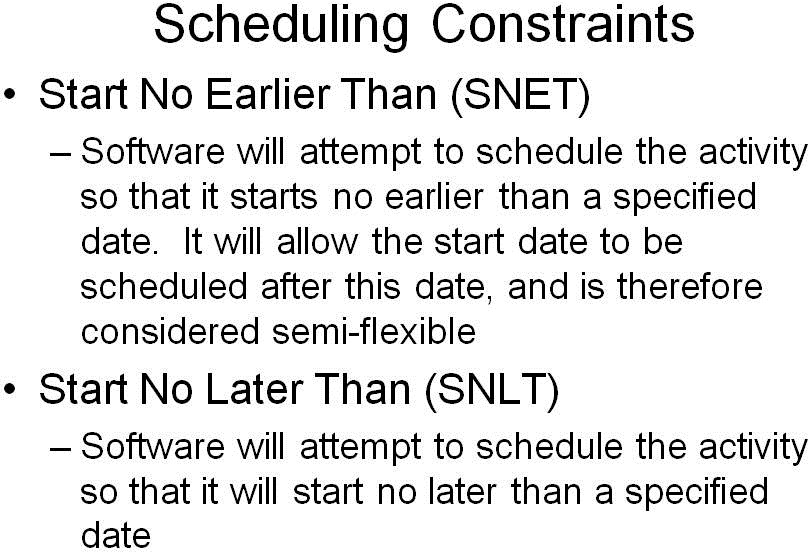 Scheduling Constraints
• Start No Earlier Than (SNET)
– Software will attempt to schedule the activity
so that it starts no earlier than a specified
date.  It will allow the start date to be
scheduled after this date, and is therefore
considered semi-flexible
• Start No Later Than (SNLT)
– Software will attempt to schedule the activity
so that it will start no later than a specified
date